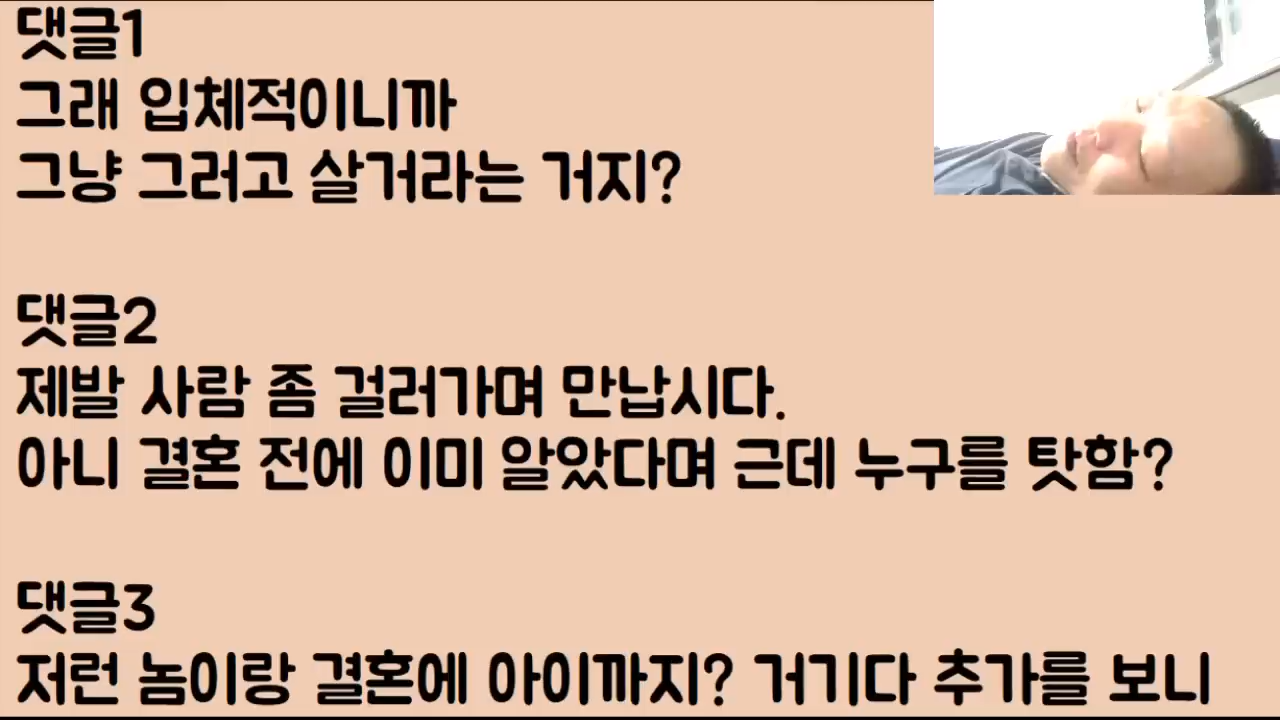 댓글1
그래 입체적이니까
그냥 그러고 살거라는 거지?
댓글2
제발 사람 좀 걸러가며 만납시다.
아니 결혼 전에 이미 알았다며 근데 누구를 탓함?
댓글3
저런 놈이랑 결혼에 아이까지? 거기다 추가를 보니